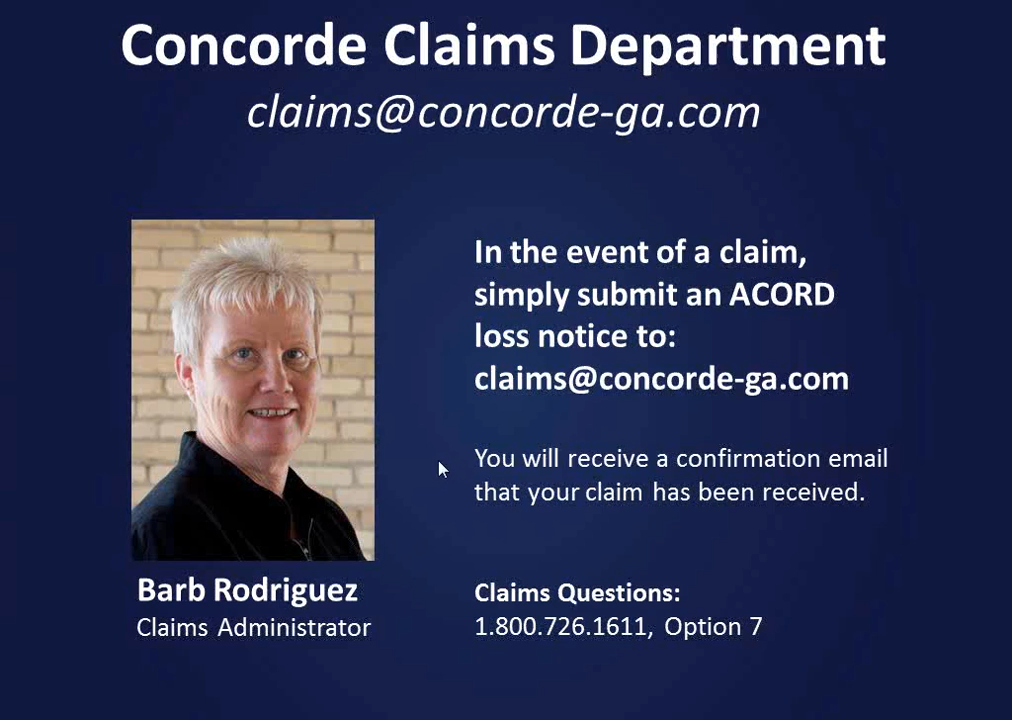 Concorde Claims Department
claims@concorde-ga.com
In the event of a claim,
simply submit an ACORD
loss notice to:
claims@concorde-ga.com
You will receive a confirmation email
that your claim has been received.
Barb Rodriguez
Claims Administrator
Claims Questions:
1.800.726.1611, Option 7